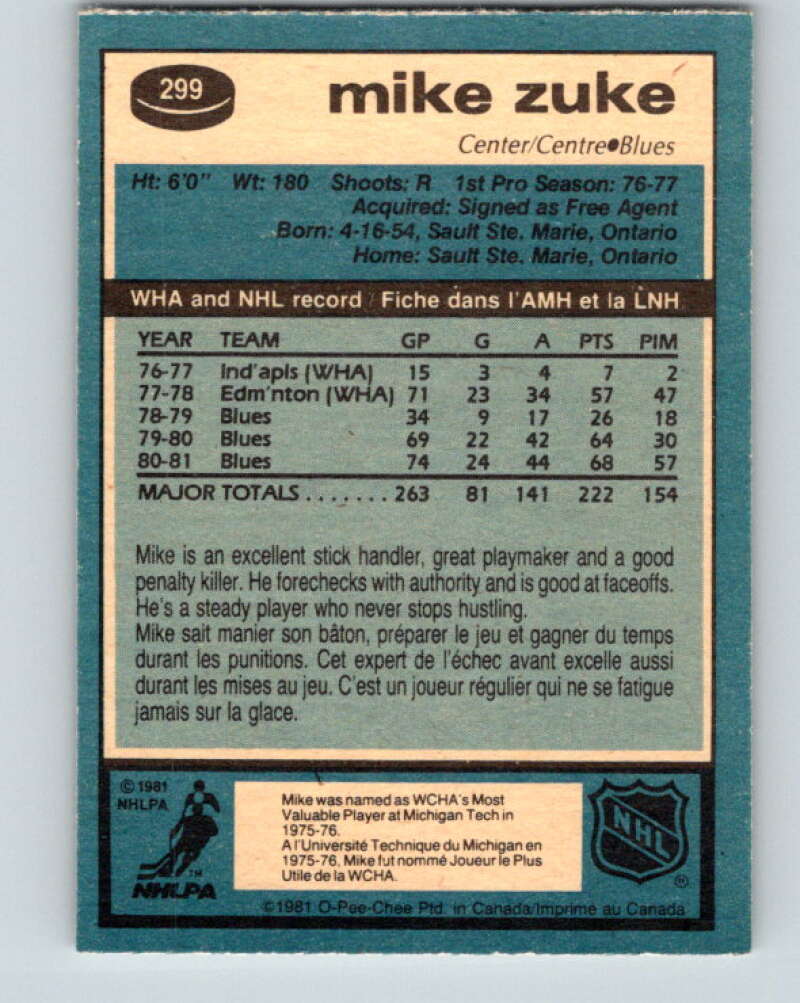 299
mike zuke
Center/Centre●Blues
Ht: 6'0" Wt: 180 Shoots: R 1st Pro Season: 76-77
Acquired: Signed as Free Agent
Born: 4-16-54, Sault Ste. Marie, Ontario
Home: Sault Ste. Marie, Ontario
WHA and NHL record / Fiche dans l'AMH et la LNH
YEAR TEAM GP G A PTS PIM
76-77 Ind'apls (WHA) 15 3 4 7 2
77-78 Edm'nton (WHA) 71 23 34 57 47
78-79 Blues 34 9 17 26 18
79-80 Blues 69 22 42 64 30
80-81 Blues 74 24 44 68 57
MAJOR TOTALS . . . . . . . 263 81 141 222 154
Mike is an excellent stick handler, great playmaker and a good
penalty killer. He forechecks with authority and is good at faceoffs.
He's a steady player who never stops hustling.
Mike sait manier son bâton, préparer le jeu et gagner du temps
durant les punitions. Cet expert de l'échec avant excelle aussi
durant les mises au jeu. C'est un joueur régulier qui ne se fatigue
jamais sur la glace.
© 1981
NHLPA
TM
NHLPA
Mike was named as WCHA's Most
Valuable Player at Michigan Tech in
1975-76.
A l'Université Technique du Michigan en
1975-76, Mike fut nommé Joueur le Plus
Utile de la WCHA.
NHL
®
©1981 O-Pee-Chee Ptd. in Canada/Imprimé au Canada